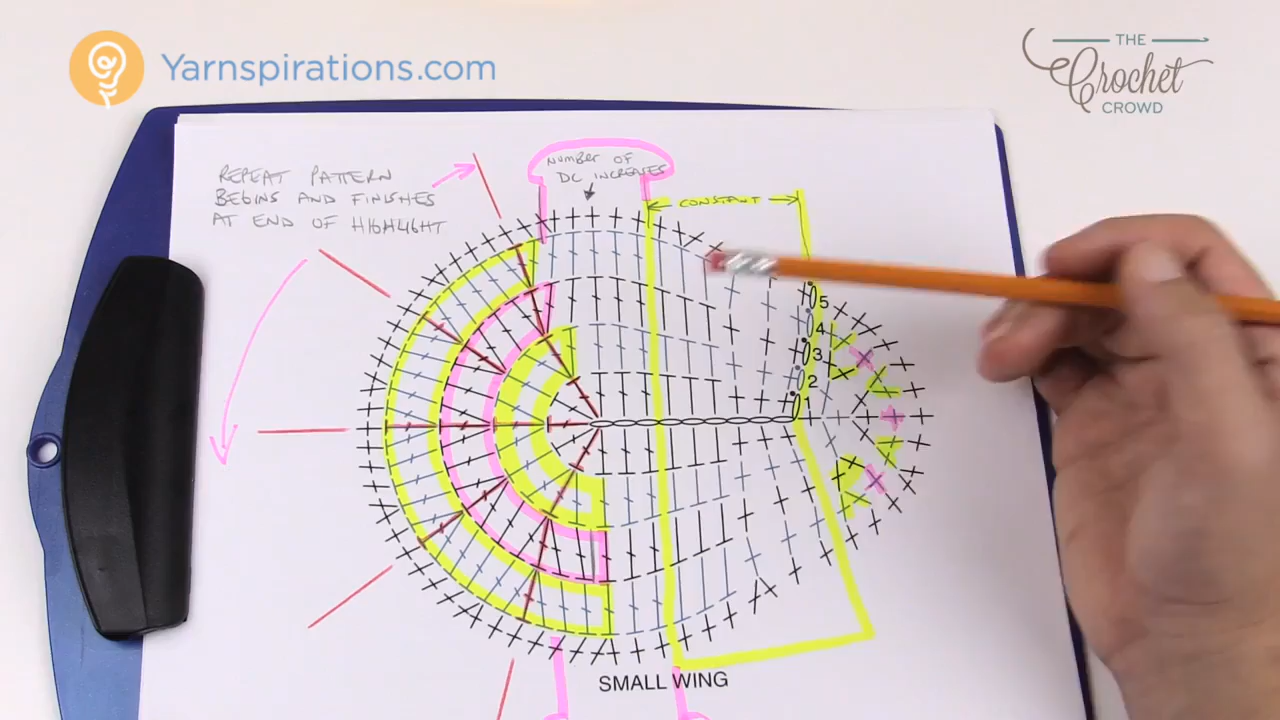 Yarnspirations.com
THE
Crochet
CROWD
REPEAT PATTERN
BEGINS AND FINISHES
AT END OF HIGHLIGHT
NUMBER OF
DC INCREASES
CONSTANT
5
4
3
2
1
SMALL WING